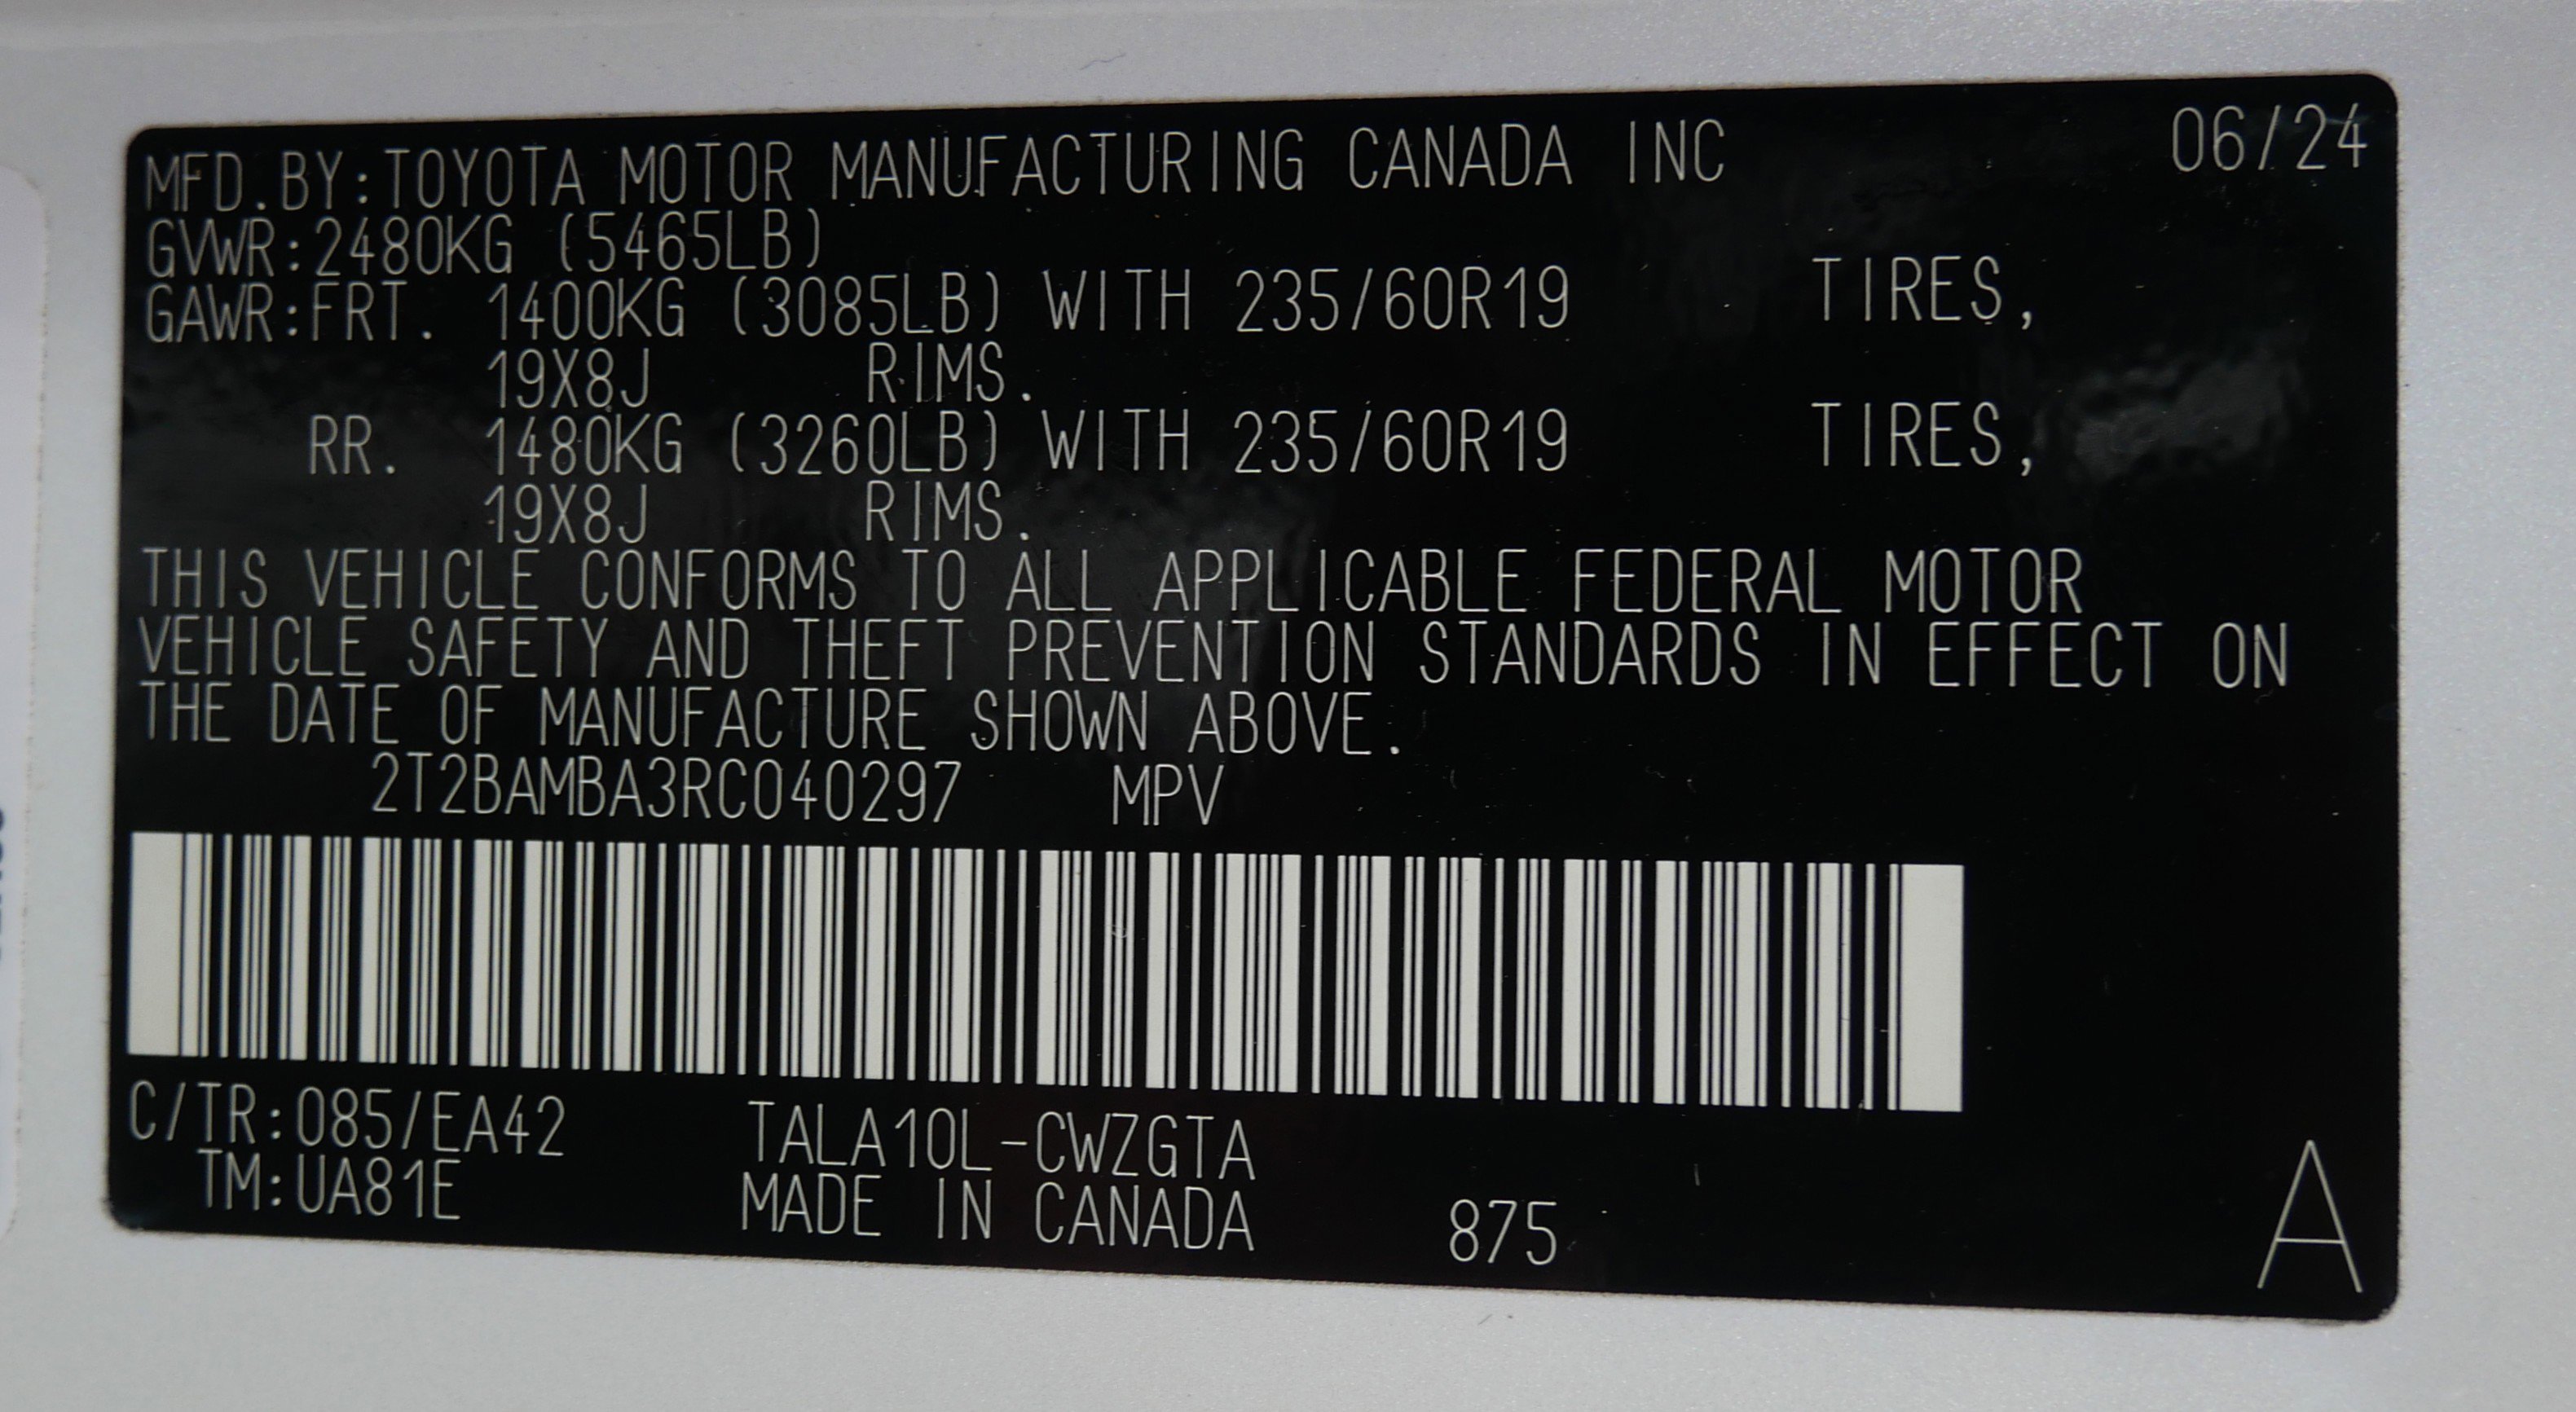 MFD.BY:TOYOTA MOTOR MANUFACTURING CANADA INC 06/24
GVWR:2480KG (5465LB)
GAWR:FRT. 1400KG (3085LB) WITH 235/60R19 TIRES,
19X8J RIMS.
RR. 1480KG (3260LB) WITH 235/60R19 TIRES,
19X8J RIMS.
THIS VEHICLE CONFORMS TO ALL APPLICABLE FEDERAL MOTOR
VEHICLE SAFETY AND THEFT PREVENTION STANDARDS IN EFFECT ON
THE DATE OF MANUFACTURE SHOWN ABOVE.
2T2BAMBA3RC040297 MPV
C/TR:085/EA42 TALA10L-CWZGTA
TM:UA81E MADE IN CANADA 875
A